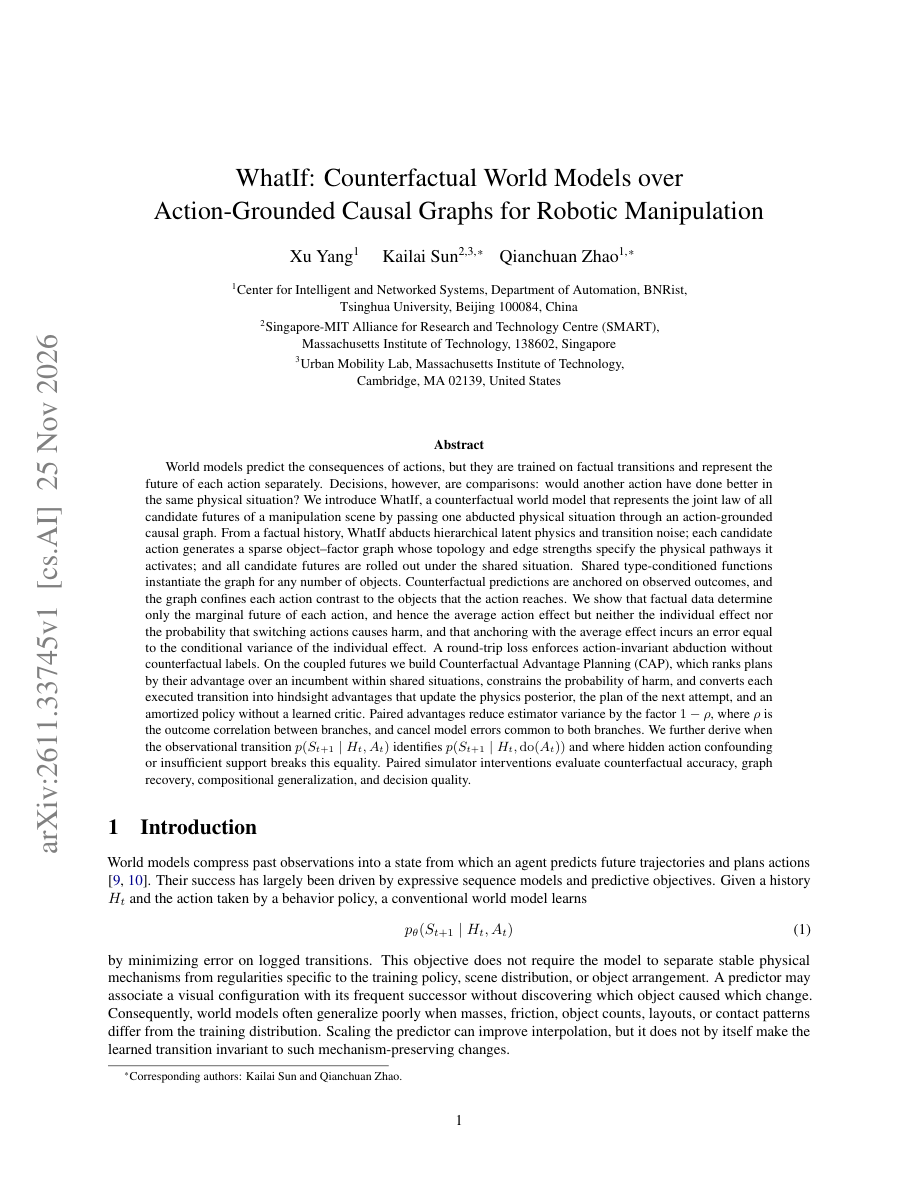 WhatIf: Counterfactual World Models over
Action-Grounded Causal Graphs for Robotic Manipulation
Xu Yang1 Kailai Sun2,3,* Qianchuan Zhao1,*
1Center for Intelligent and Networked Systems, Department of Automation, BNRist,
Tsinghua University, Beijing 100084, China
2Singapore-MIT Alliance for Research and Technology Centre (SMART),
Massachusetts Institute of Technology, 138602, Singapore
3Urban Mobility Lab, Massachusetts Institute of Technology,
Cambridge, MA 02139, United States
arXiv:2611.33745v1 [cs.AI] 25 Nov 2026
Abstract
World models predict the consequences of actions, but they are trained on factual transitions and represent the
future of each action separately. Decisions, however, are comparisons: would another action have done better in
the same physical situation? We introduce WhatIf, a counterfactual world model that represents the joint law of all
candidate futures of a manipulation scene by passing one abducted physical situation through an action-grounded
causal graph. From a factual history, WhatIf abducts hierarchical latent physics and transition noise; each candidate
action generates a sparse object–factor graph whose topology and edge strengths specify the physical pathways it
activates; and all candidate futures are rolled out under the shared situation. Shared type-conditioned functions
instantiate the graph for any number of objects. Counterfactual predictions are anchored on observed outcomes, and
the graph confines each action contrast to the objects that the action reaches. We show that factual data determine
only the marginal future of each action, and hence the average action effect but neither the individual effect nor
the probability that switching actions causes harm, and that anchoring with the average effect incurs an error equal
to the conditional variance of the individual effect. A round-trip loss enforces action-invariant abduction without
counterfactual labels. On the coupled futures we build Counterfactual Advantage Planning (CAP), which ranks plans
by their advantage over an incumbent within shared situations, constrains the probability of harm, and converts each
executed transition into hindsight advantages that update the physics posterior, the plan of the next attempt, and an
amortized policy without a learned critic. Paired advantages reduce estimator variance by the factor 1 − ρ, where ρ is
the outcome correlation between branches, and cancel model errors common to both branches. We further derive when
the observational transition p(St+1 | Ht, At) identifies p(St+1 | Ht, do(At)) and where hidden action confounding
or insufficient support breaks this equality. Paired simulator interventions evaluate counterfactual accuracy, graph
recovery, compositional generalization, and decision quality.
1 Introduction
World models compress past observations into a state from which an agent predicts future trajectories and plans actions
[9, 10]. Their success has largely been driven by expressive sequence models and predictive objectives. Given a history
Ht and the action taken by a behavior policy, a conventional world model learns
pθ(St+1 | Ht, At) (1)
by minimizing error on logged transitions. This objective does not require the model to separate stable physical
mechanisms from regularities specific to the training policy, scene distribution, or object arrangement. A predictor may
associate a visual configuration with its frequent successor without discovering which object caused which change.
Consequently, world models often generalize poorly when masses, friction, object counts, layouts, or contact patterns
differ from the training distribution. Scaling the predictor can improve interpolation, but it does not by itself make the
learned transition invariant to such mechanism-preserving changes.
*Corresponding authors: Kailai Sun and Qianchuan Zhao.
1